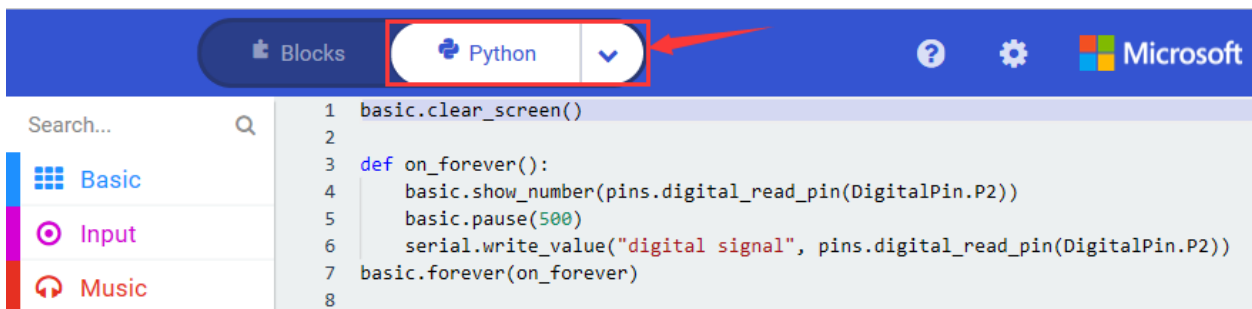 Blocks
Python
Microsoft
Search...
Basic
Input
Music
1 basic.clear_screen()
2
3 def on_forever():
4     basic.show_number(pins.digital_read_pin(DigitalPin.P2))
5     basic.pause(500)
6     serial.write_value("digital signal", pins.digital_read_pin(DigitalPin.P2))
7 basic.forever(on_forever)
8